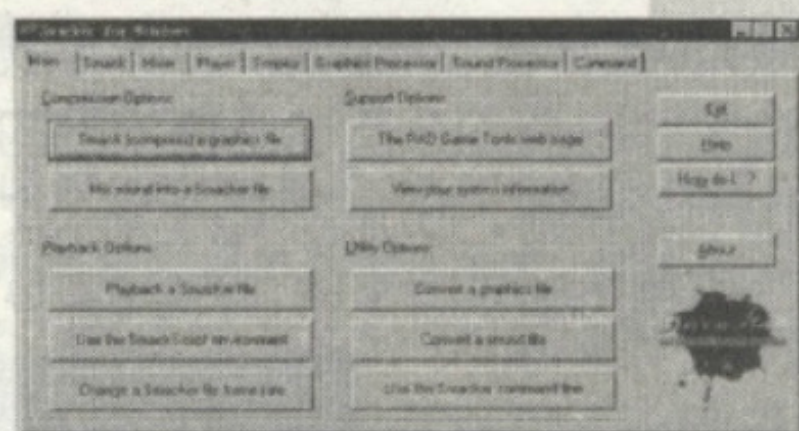 Smacker for Windows
Main Smack Mixer Player Simplex Graphics Processor Sound Processor Command
Compression Options:
Smack (compress) a graphics file
Mix sound into a Smacker file
Support Options:
The RAD Game Tools web page
View your system information
Exit
Help
How do I ?
About
Playback Options:
Playback a Smacker file
Use the SmackScript environment
Change a Smacker file frame rate
Utility Options:
Convert a graphics file
Convert a sound file
Use the Smacker command line